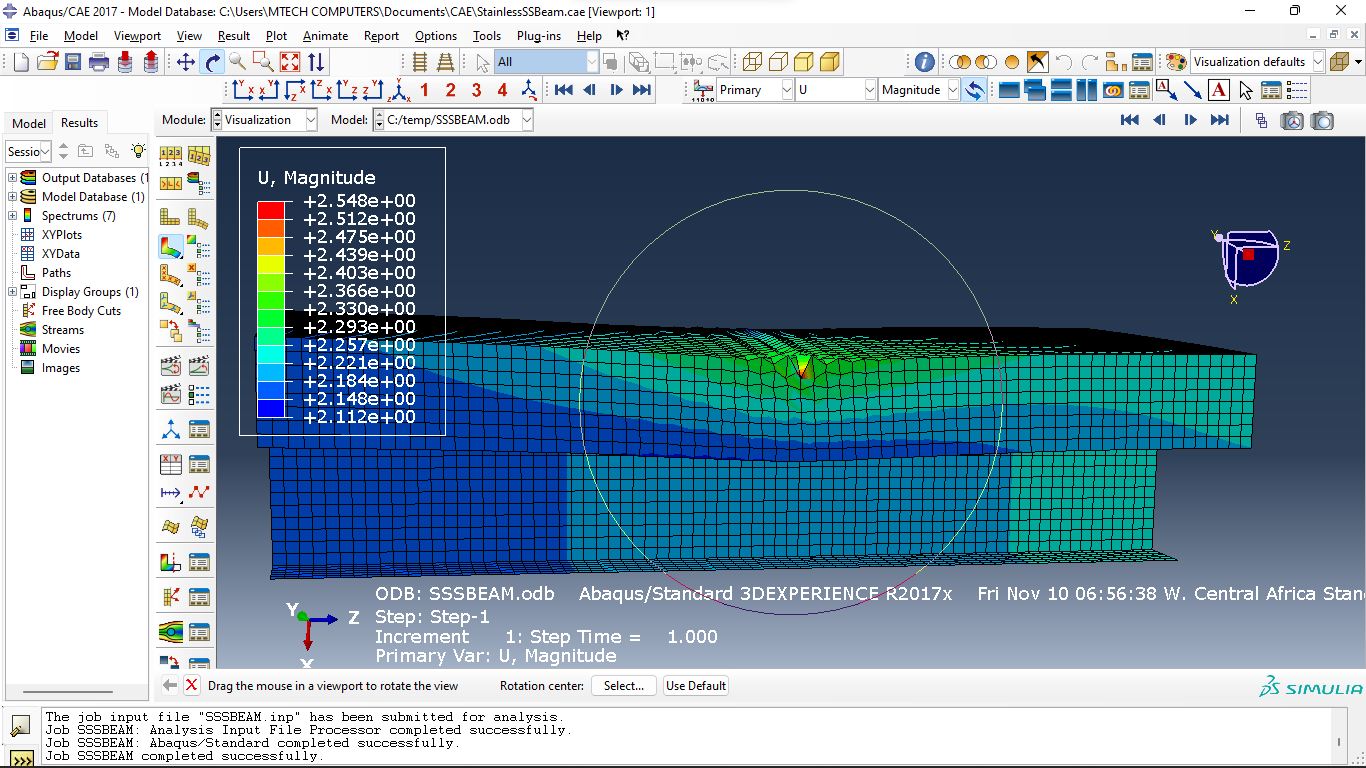 Abaqus/CAE 2017 - Model Database: C:\Users\MTECH COMPUTERS\Documents\CAE\StainlessSSBeam.cae [Viewport: 1]
File Model Viewport View Result Plot Animate Report Options Tools Plug-ins Help
All
Visualization defaults
1 2 3 4
Primary U Magnitude
Model Results
Module: Visualization Model: C:/temp/SSSBEAM.odb
Sessio
Output Databases (1
Model Database (1)
Spectrums (7)
XYPlots
XYData
Paths
Display Groups (1)
Free Body Cuts
Streams
Movies
Images
U, Magnitude
+2.548e+00
+2.512e+00
+2.475e+00
+2.439e+00
+2.403e+00
+2.366e+00
+2.330e+00
+2.293e+00
+2.257e+00
+2.221e+00
+2.184e+00
+2.148e+00
+2.112e+00
Y
Z
X
Y
Z
X
ODB: SSSBEAM.odb Abaqus/Standard 3DEXPERIENCE R2017x Fri Nov 10 06:56:38 W. Central Africa Stan
Step: Step-1
Increment 1: Step Time = 1.000
Primary Var: U, Magnitude
Drag the mouse in a viewport to rotate the view Rotation center: Select... Use Default
SIMULIA
The job input file "SSSBEAM.inp" has been submitted for analysis.
Job SSSBEAM: Analysis Input File Processor completed successfully.
Job SSSBEAM: Abaqus/Standard completed successfully.
Job SSSBEAM completed successfully.
>>>